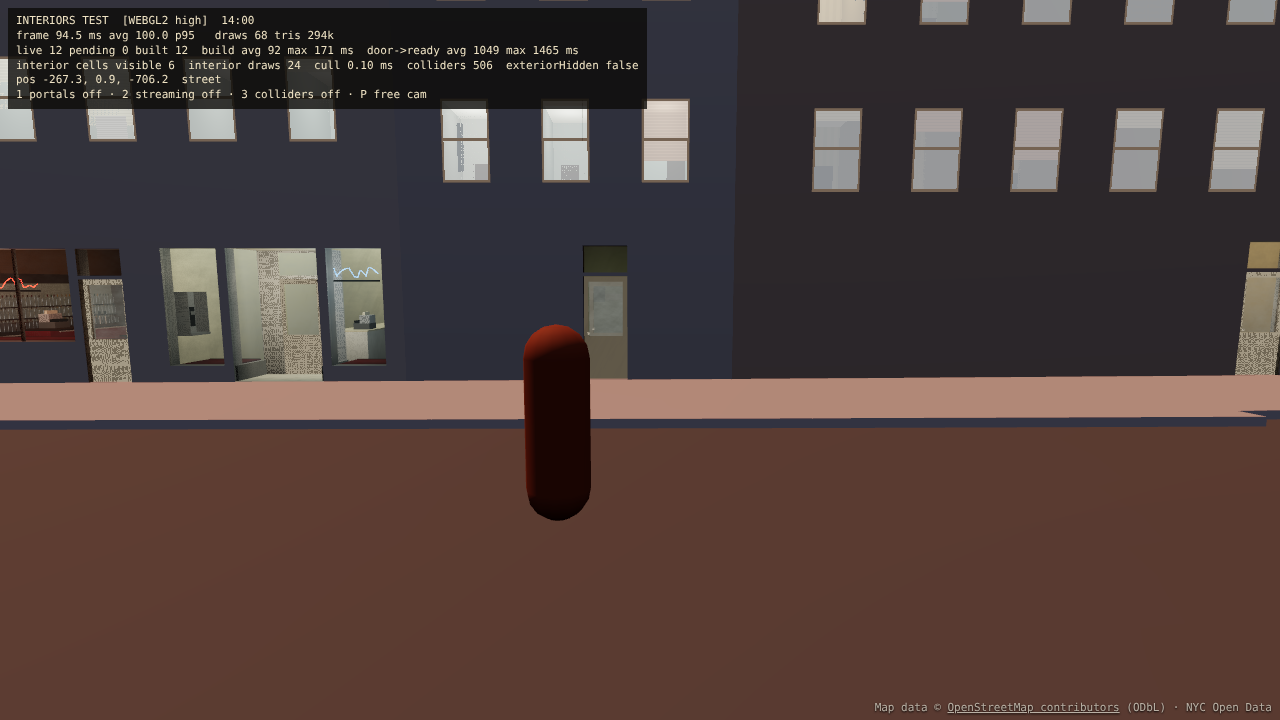 INTERIORS TEST [WEBGL2 high] 14:00
frame 94.5 ms avg 100.0 p95 draws 68 tris 294k
live 12 pending 0 built 12 build avg 92 max 171 ms door->ready avg 1049 max 1465 ms
interior cells visible 6 interior draws 24 cull 0.10 ms colliders 506 exteriorHidden false
pos -267.3, 0.9, -706.2 street
1 portals off · 2 streaming off · 3 colliders off · P free cam
Map data © OpenStreetMap contributors (ODbL) · NYC Open Data